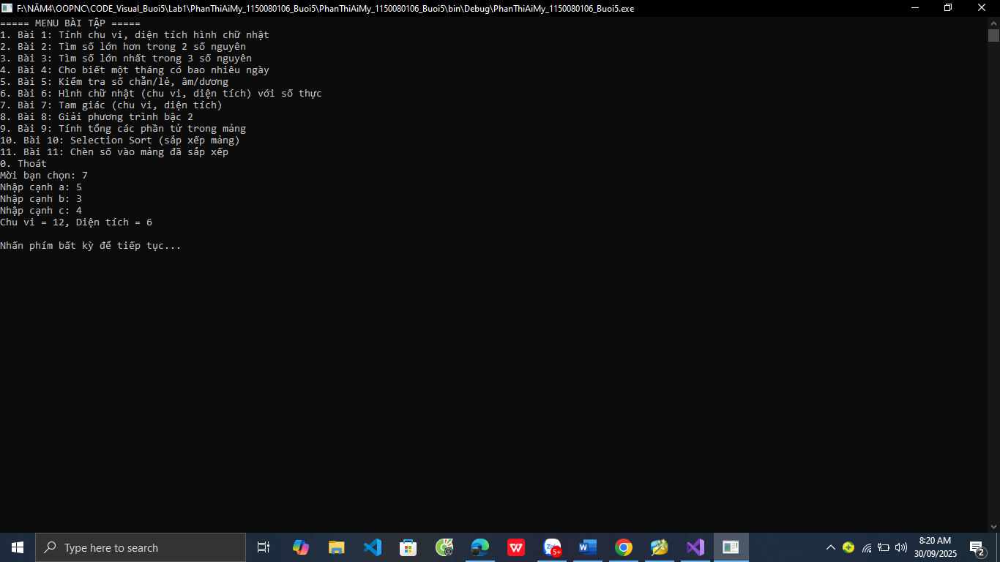 F:\NĂM4\OOPNC\CODE_Visual_Buoi5\Lab1\PhanThiAiMy_1150080106_Buoi5\PhanThiAiMy_1150080106_Buoi5\bin\Debug\PhanThiAiMy_1150080106_Buoi5.exe
===== MENU BÀI TẬP =====
1. Bài 1: Tính chu vi, diện tích hình chữ nhật
2. Bài 2: Tìm số lớn hơn trong 2 số nguyên
3. Bài 3: Tìm số lớn nhất trong 3 số nguyên
4. Bài 4: Cho biết một tháng có bao nhiêu ngày
5. Bài 5: Kiểm tra số chẵn/lẻ, âm/dương
6. Bài 6: Hình chữ nhật (chu vi, diện tích) với số thực
7. Bài 7: Tam giác (chu vi, diện tích)
8. Bài 8: Giải phương trình bậc 2
9. Bài 9: Tính tổng các phần tử trong mảng
10. Bài 10: Selection Sort (sắp xếp mảng)
11. Bài 11: Chèn số vào mảng đã sắp xếp
0. Thoát
Mời bạn chọn: 7
Nhập cạnh a: 5
Nhập cạnh b: 3
Nhập cạnh c: 4
Chu vi = 12, Diện tích = 6
Nhấn phím bất kỳ để tiếp tục...
Type here to search
W
Zalo
5+
W
8:20 AM
30/09/2025
2